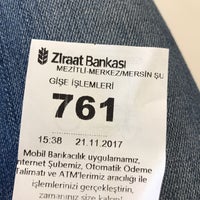 Ziraat Bankası
MEZİTLİ-MERKEZ/MERSİN ŞU
GİŞE İŞLEMLERİ
761
15:38 21.11.2017
Mobil Bankacılık uygulamamız,
İnternet Şubemiz, Otomatik Ödeme
Talimatı ve ATM'lerimiz aracılığı ile
işlemlerinizi gerçekleştirin,
zamanınız size kalsın!